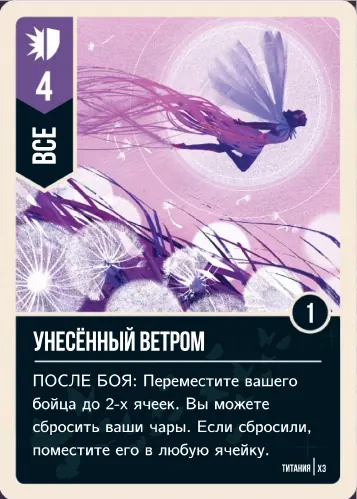 4
ВСЕ
1
УНЕСЁННЫЙ ВЕТРОМ
ПОСЛЕ БОЯ: Переместите вашего
бойца до 2-х ячеек. Вы можете
сбросить ваши чары. Если сбросили,
поместите его в любую ячейку.
ТИТАНИЯ | X3